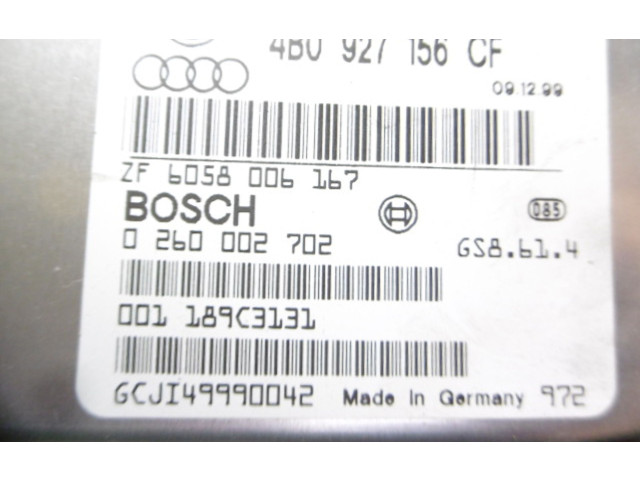 4B0 927 156 CF
09.12.99
ZF 6058 006 167
BOSCH
085
0 260 002 702
GS8.61.4
001 189C3131
GCJI49990042 Made in Germany 972